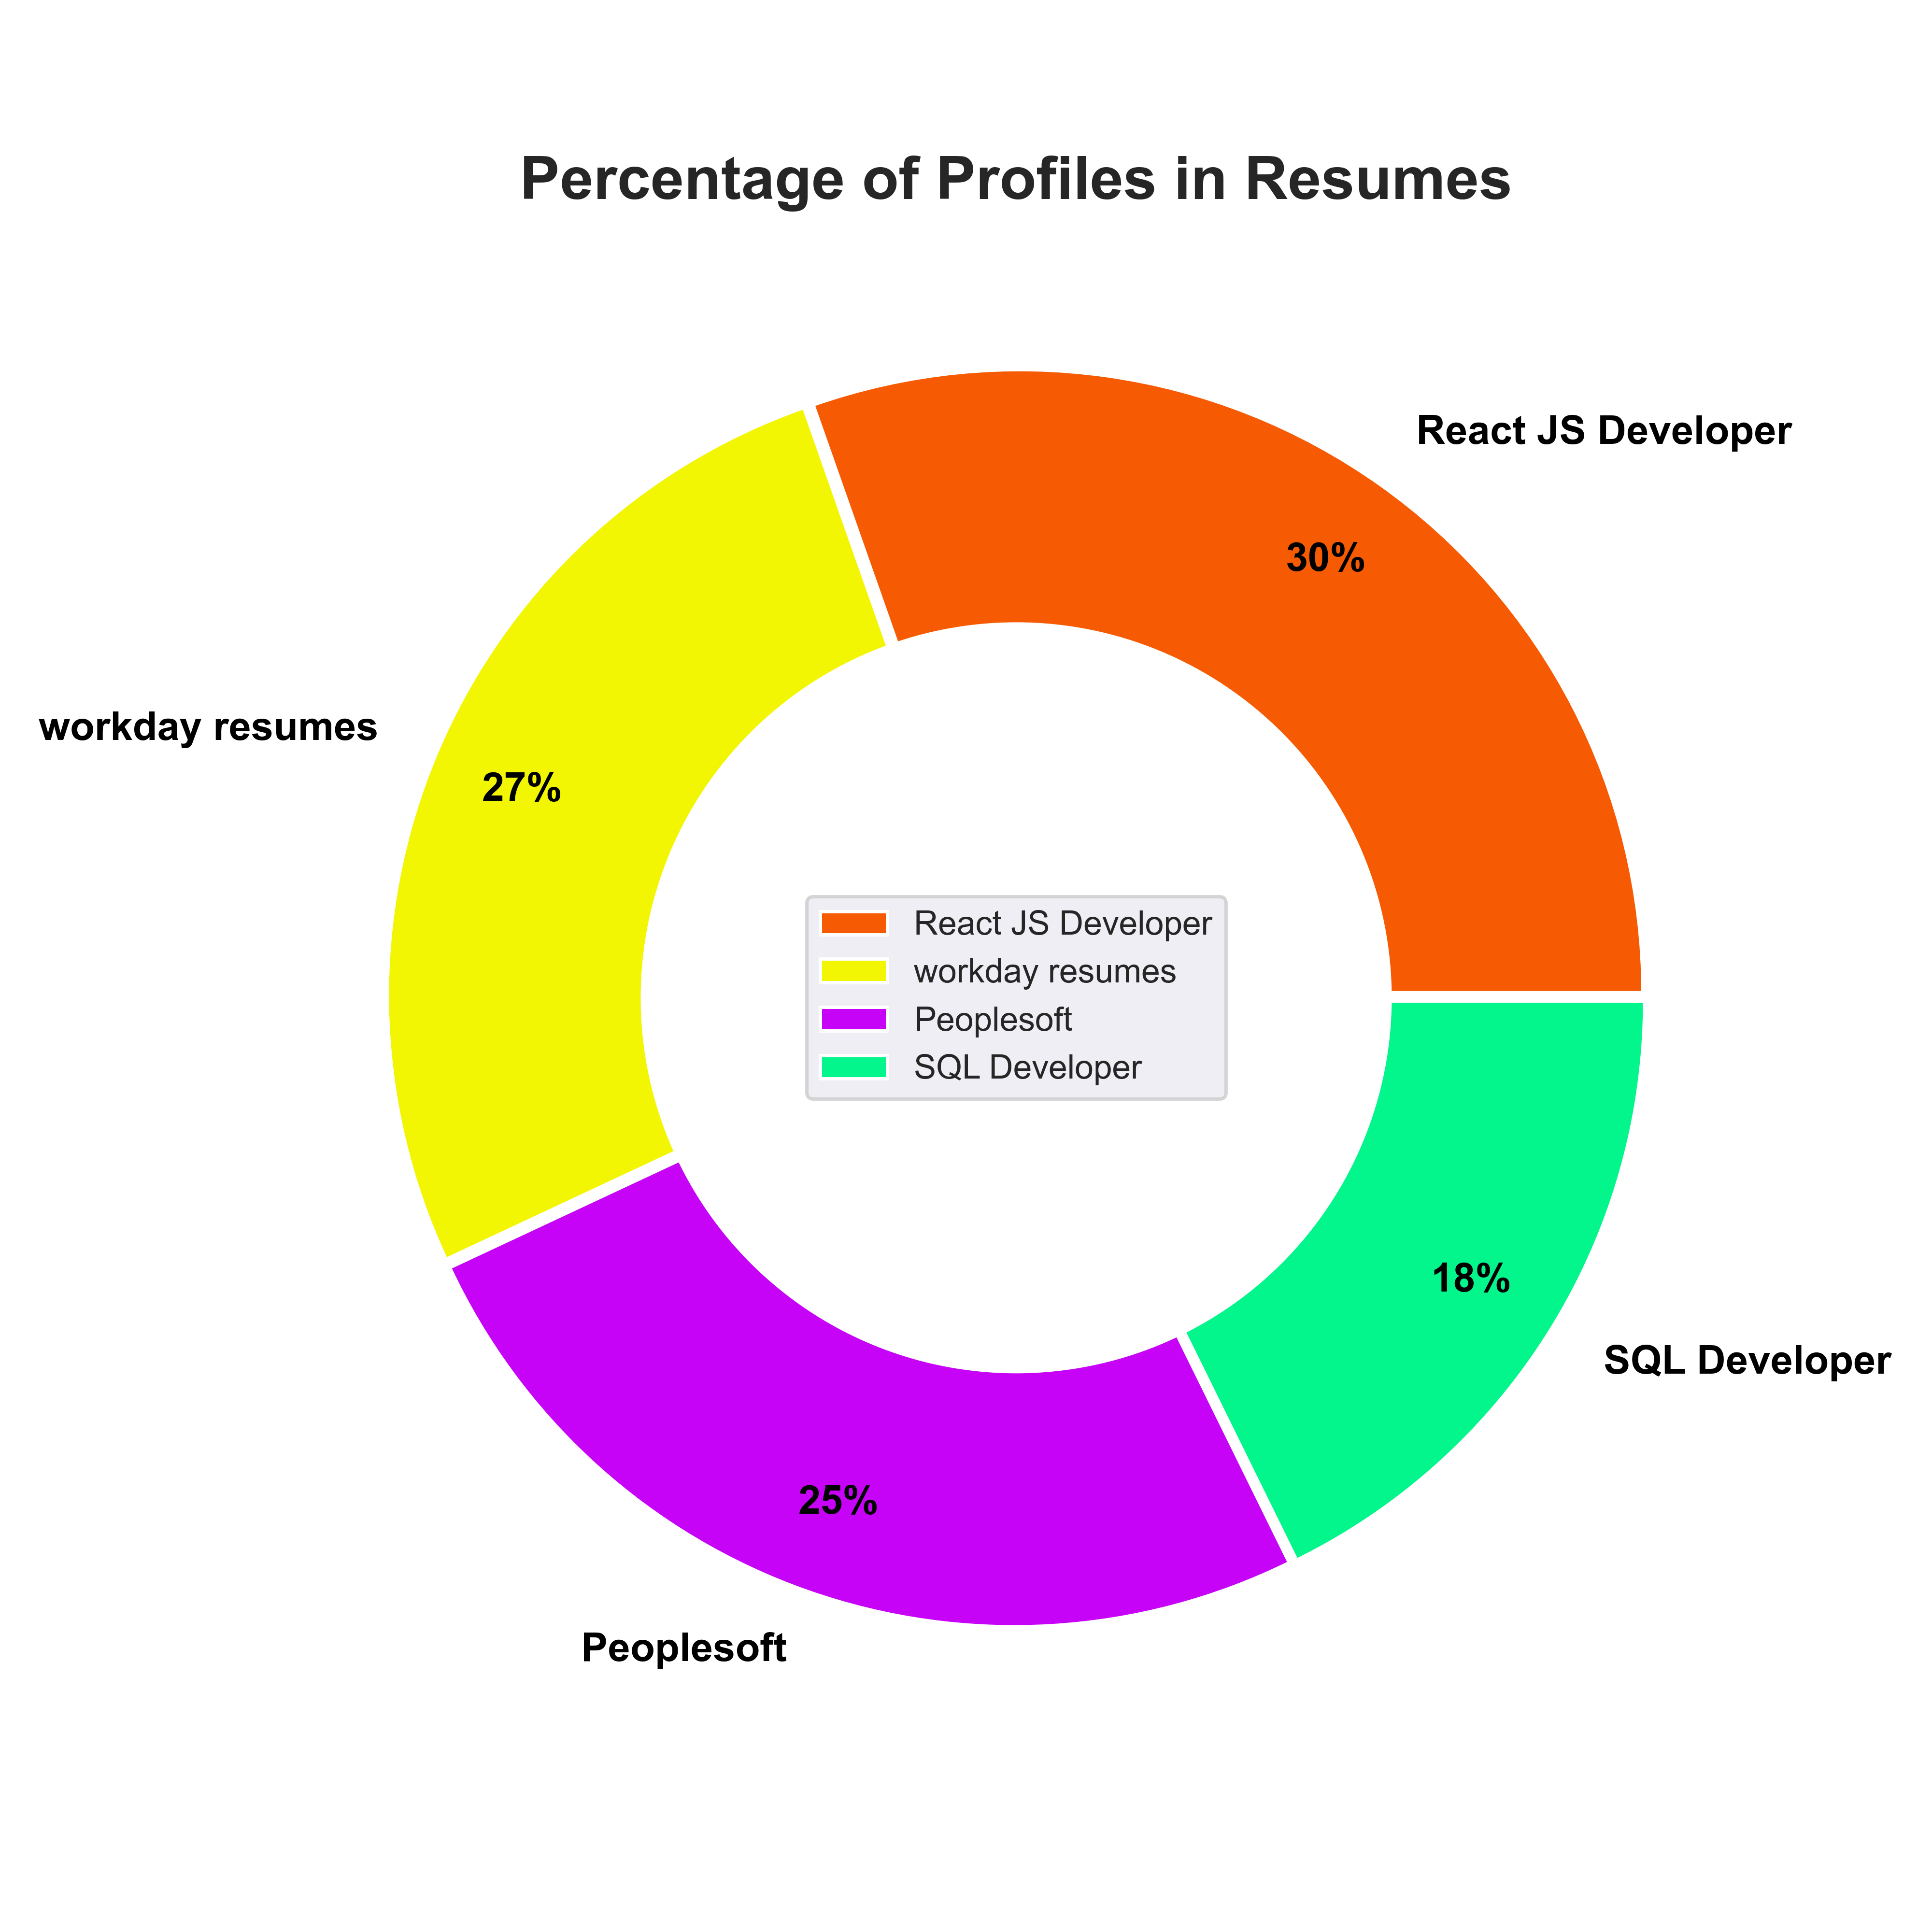 Percentage of Profiles in Resumes
React JS Developer
30%
workday resumes
27%
React JS Developer
workday resumes
Peoplesoft
SQL Developer
18%
SQL Developer
25%
Peoplesoft